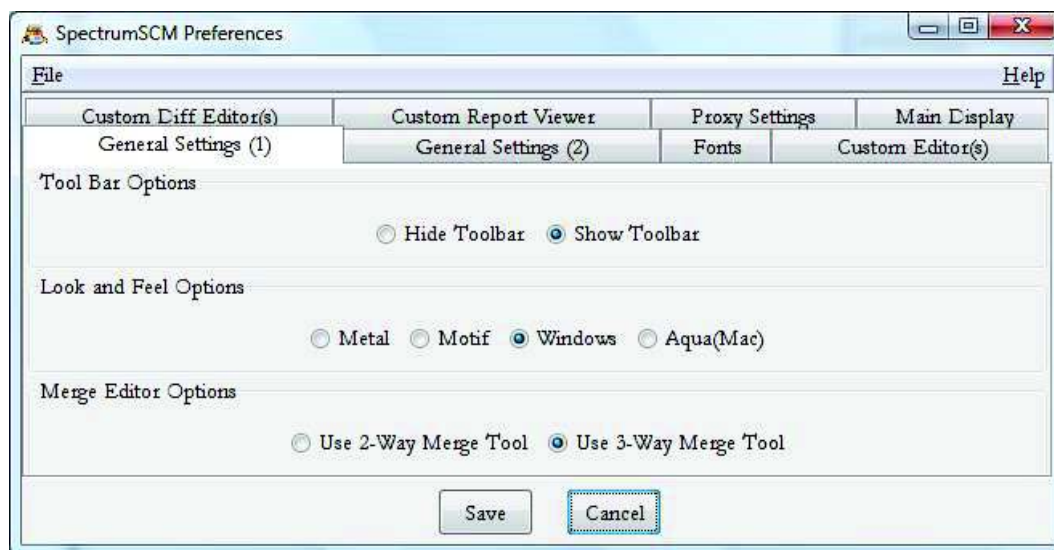 SpectrumSCM Preferences
File Help
Custom Diff Editor(s) Custom Report Viewer Proxy Settings Main Display
General Settings (1) General Settings (2) Fonts Custom Editor(s)
Tool Bar Options
Hide Toolbar Show Toolbar
Look and Feel Options
Metal Motif Windows Aqua(Mac)
Merge Editor Options
Use 2-Way Merge Tool Use 3-Way Merge Tool
Save Cancel